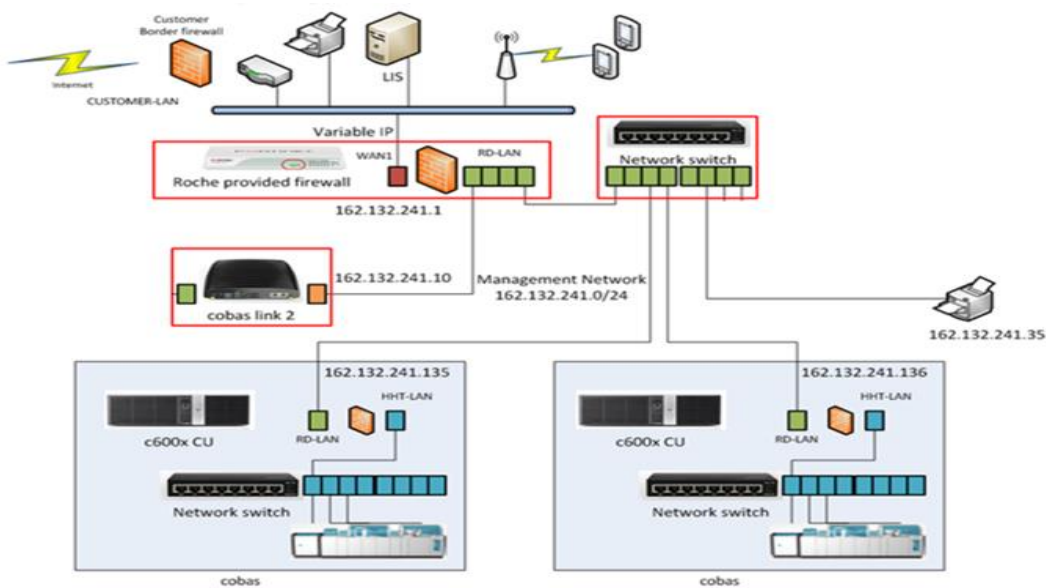 Customer
Border firewall
Internet
LIS
CUSTOMER-LAN
Variable IP
WAN1
RD-LAN
Network switch
Roche provided firewall
162.132.241.1
162.132.241.10
Management Network
162.132.241.0/24
cobas link 2
162.132.241.35
162.132.241.135
HHT-LAN
c600x CU
RD-LAN
Network switch
cobas
162.132.241.136
HHT-LAN
c600x CU
RD-LAN
Network switch
cobas